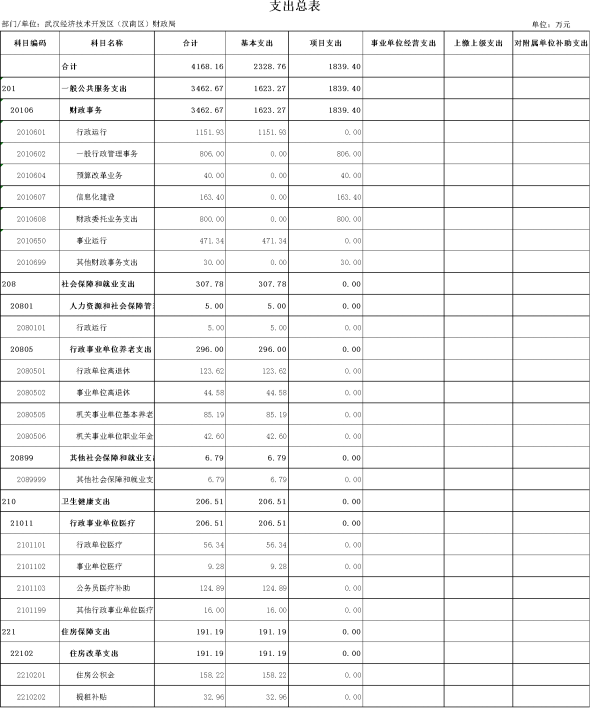 支出总表
部门/单位：武汉经济技术开发区（汉南区）财政局 单位：万元
科目编码 科目名称 合计 基本支出 项目支出 事业单位经营支出 上缴上级支出 对附属单位补助支出
合计 4168.16 2328.76 1839.40
201 一般公共服务支出 3462.67 1623.27 1839.40
20106 财政事务 3462.67 1623.27 1839.40
2010601 行政运行 1151.93 1151.93 0.00
2010602 一般行政管理事务 806.00 0.00 806.00
2010604 预算改革业务 40.00 0.00 40.00
2010607 信息化建设 163.40 0.00 163.40
2010608 财政委托业务支出 800.00 0.00 800.00
2010650 事业运行 471.34 471.34 0.00
2010699 其他财政事务支出 30.00 0.00 30.00
208 社会保障和就业支出 307.78 307.78 0.00
20801 人力资源和社会保障管 5.00 5.00 0.00
2080101 行政运行 5.00 5.00 0.00
20805 行政事业单位养老支出 296.00 296.00 0.00
2080501 行政单位离退休 123.62 123.62 0.00
2080502 事业单位离退休 44.58 44.58 0.00
2080505 机关事业单位基本养老 85.19 85.19 0.00
2080506 机关事业单位职业年金 42.60 42.60 0.00
20899 其他社会保障和就业支 6.79 6.79 0.00
2089999 其他社会保障和就业支 6.79 6.79 0.00
210 卫生健康支出 206.51 206.51 0.00
21011 行政事业单位医疗 206.51 206.51 0.00
2101101 行政单位医疗 56.34 56.34 0.00
2101102 事业单位医疗 9.28 9.28 0.00
2101103 公务员医疗补助 124.89 124.89 0.00
2101199 其他行政事业单位医疗 16.00 16.00 0.00
221 住房保障支出 191.19 191.19 0.00
22102 住房改革支出 191.19 191.19 0.00
2210201 住房公积金 158.22 158.22 0.00
2210202 提租补贴 32.96 32.96 0.00